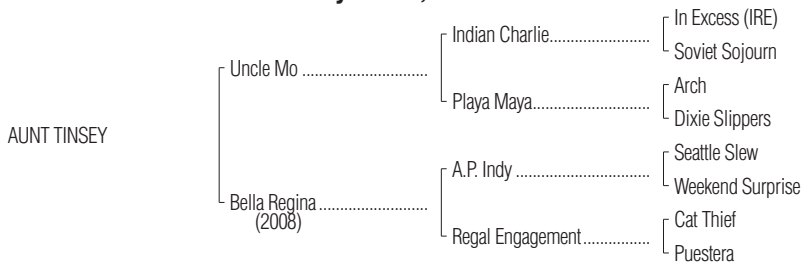 In Excess (IRE)
Indian Charlie....................
Soviet Sojourn
Uncle Mo .........................
Arch
Playa Maya.......................
Dixie Slippers
AUNT TINSEY
Seattle Slew
A.P. Indy ...........................
Weekend Surprise
Bella Regina ......................
(2008)
Cat Thief
Regal Engagement.............
Puestera